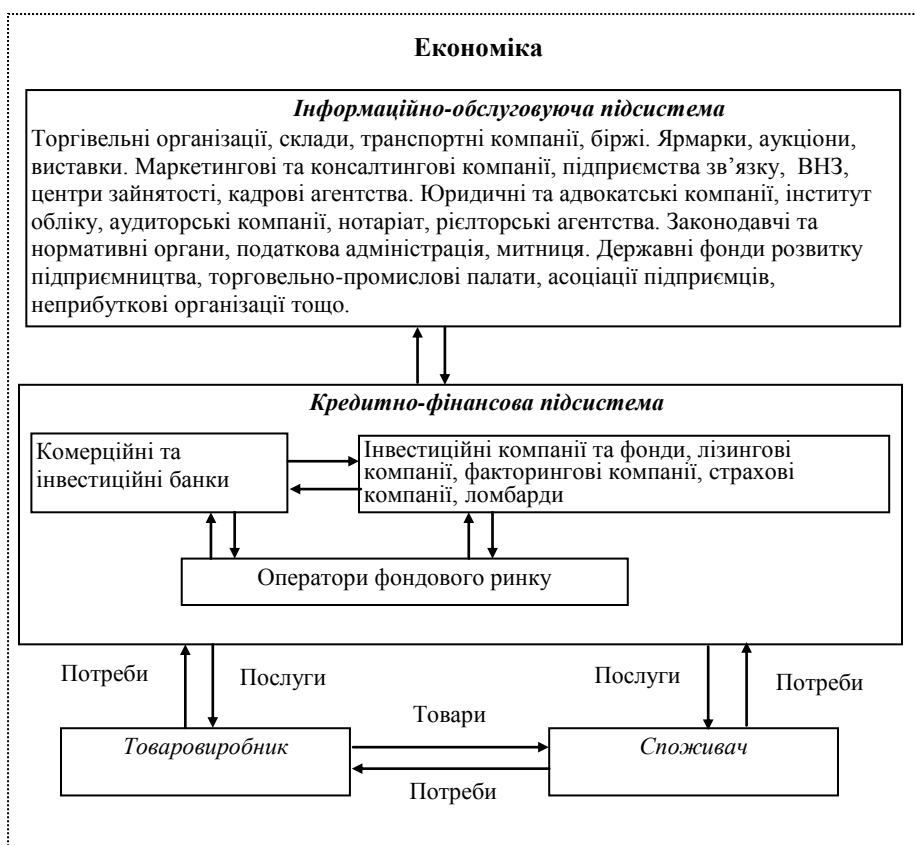 Економіка
Інформаційно-обслуговуюча підсистема
Торгівельні організації, склади, транспортні компанії, біржі. Ярмарки, аукціони,
виставки. Маркетингові та консалтингові компанії, підприємства зв’язку,  ВНЗ,
центри зайнятості, кадрові агентства. Юридичні та адвокатські компанії, інститут
обліку, аудиторські компанії, нотаріат, рієлторські агентства. Законодавчі та
нормативні органи, податкова адміністрація, митниця. Державні фонди розвитку
підприємництва, торговельно-промислові палати, асоціації підприємців,
неприбуткові організації тощо.
Кредитно-фінансова підсистема
Комерційні та
інвестиційні банки
Інвестиційні компанії та фонди, лізингові
компанії, факторингові компанії, страхові
компанії, ломбарди
Оператори фондового ринку
Потреби
Послуги
Послуги
Потреби
Товари
Товаровиробник
Споживач
Потреби